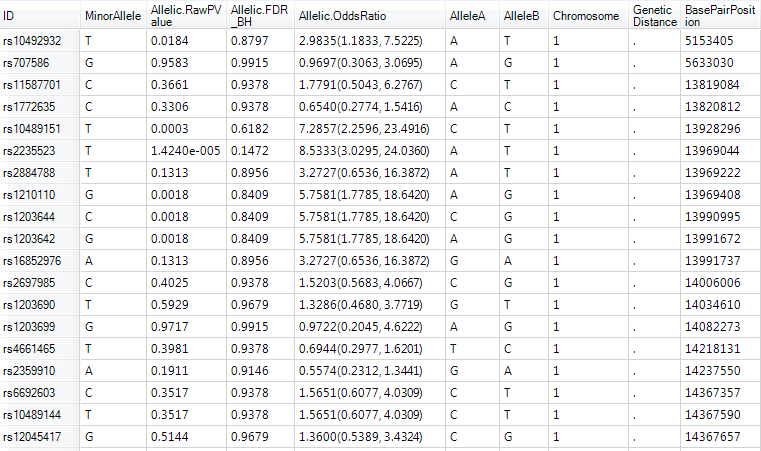 ID MinorAllele Allelic.RawPValue Allelic.FDR_BH Allelic.OddsRatio AlleleA AlleleB Chromosome Genetic Distance BasePairPosition
rs10492932 T 0.0184 0.8797 2.9835(1.1833, 7.5225) A T 1 . 5153405
rs707586 G 0.9583 0.9915 0.9697(0.3063, 3.0695) A G 1 . 5633030
rs11587701 C 0.3661 0.9378 1.7791(0.5043, 6.2767) C T 1 . 13819084
rs1772635 C 0.3306 0.9378 0.6540(0.2774, 1.5416) A C 1 . 13820812
rs10489151 T 0.0003 0.6182 7.2857(2.2596, 23.4916) C T 1 . 13928296
rs2235523 T 1.4240e-005 0.1472 8.5333(3.0295, 24.0360) A T 1 . 13969044
rs2884788 T 0.1313 0.8956 3.2727(0.6536, 16.3872) A T 1 . 13969222
rs1210110 G 0.0018 0.8409 5.7581(1.7785, 18.6420) A G 1 . 13969408
rs1203644 C 0.0018 0.8409 5.7581(1.7785, 18.6420) C G 1 . 13990995
rs1203642 G 0.0018 0.8409 5.7581(1.7785, 18.6420) A G 1 . 13991672
rs16852976 A 0.1313 0.8956 3.2727(0.6536, 16.3872) G A 1 . 13991737
rs2697985 C 0.4025 0.9378 1.5203(0.5683, 4.0667) C G 1 . 14006006
rs1203690 T 0.5929 0.9679 1.3286(0.4680, 3.7719) G T 1 . 14034610
rs1203699 G 0.9717 0.9915 0.9722(0.2045, 4.6222) A G 1 . 14082273
rs4661465 T 0.3981 0.9378 0.6944(0.2977, 1.6201) T C 1 . 14218131
rs2359910 A 0.1911 0.9146 0.5574(0.2312, 1.3441) G A 1 . 14237550
rs6692603 C 0.3517 0.9378 1.5651(0.6077, 4.0309) C T 1 . 14367357
rs10489144 T 0.3517 0.9378 1.5651(0.6077, 4.0309) C T 1 . 14367590
rs12045417 G 0.5144 0.9679 1.3600(0.5389, 3.4324) C G 1 . 14367657